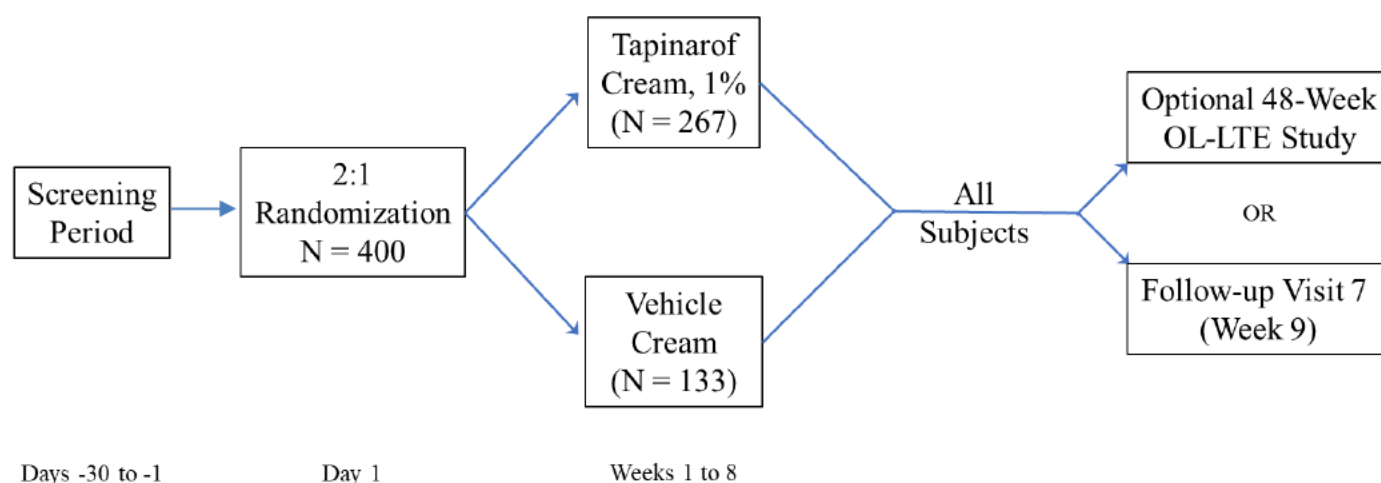 Screening
Period
2:1
Randomization
N = 400
Tapinarof
Cream, 1%
(N = 267)
Vehicle
Cream
(N = 133)
All
Subjects
Optional 48-Week
OL-LTE Study
OR
Follow-up Visit 7
(Week 9)
Days -30 to -1
Day 1
Weeks 1 to 8